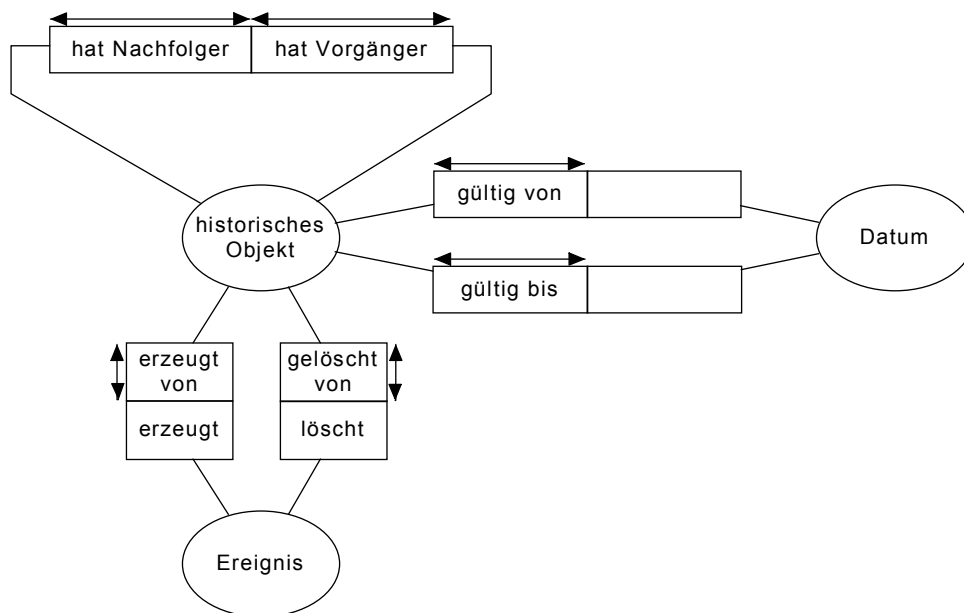 hat Nachfolger
hat Vorgänger
gültig von
historisches
Objekt
Datum
gültig bis
erzeugt
von
gelöscht
von
erzeugt
löscht
Ereignis